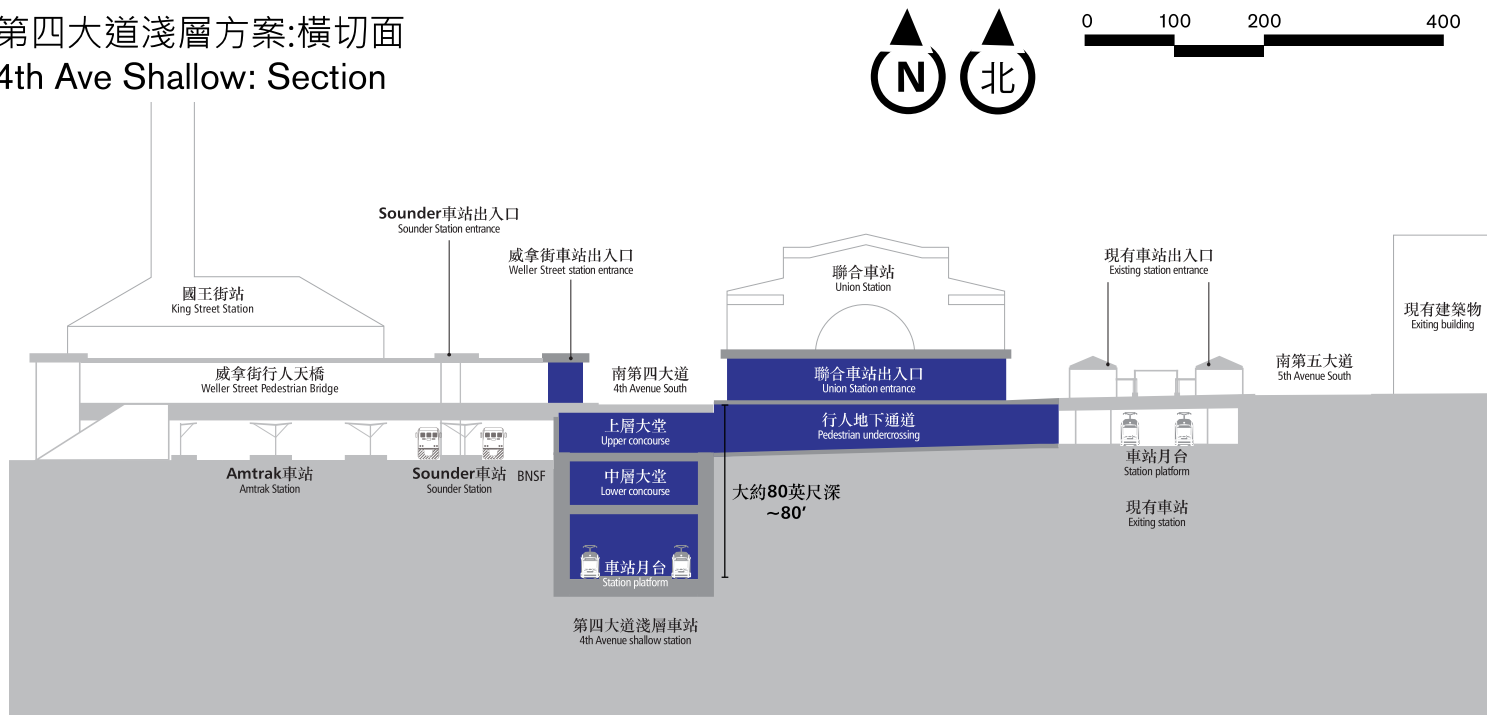 第四大道淺層方案:橫切面
4th Ave Shallow: Section
N
北
0 100 200 400
Sounder車站出入口
Sounder Station entrance
威拿街車站出入口
Weller Street station entrance
國王街站
King Street Station
聯合車站
Union Station
現有車站出入口
Existing station entrance
現有建築物
Exiting building
威拿街行人天橋
Weller Street Pedestrian Bridge
南第四大道
4th Avenue South
聯合車站出入口
Union Station entrance
南第五大道
5th Avenue South
上層大堂
Upper concourse
行人地下通道
Pedestrian undercrossing
Amtrak車站
Amtrak Station
Sounder車站
Sounder Station
BNSF
中層大堂
Lower concourse
大約80英尺深
~80’
車站月台
Station platform
現有車站
Exiting station
車站月台
Station platform
第四大道淺層車站
4th Avenue shallow station